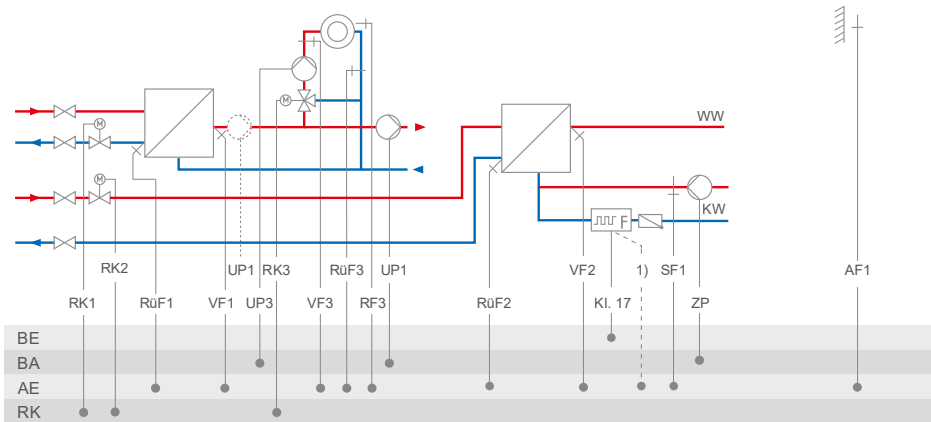 WW
M
M
M
F
KW
RK2
UP1
RK3
RüF3
UP1
VF2
1)
SF1
AF1
RK1
RüF1
VF1
UP3
VF3
RF3
RüF2
Kl. 17
ZP
BE
BA
AE
RK